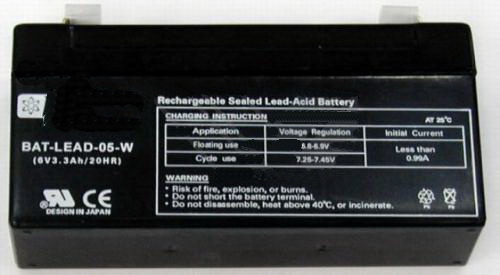 Rechargeable Sealed Lead-Acid Battery
CHARGING INSTRUCTION AT 25°C
Application Voltage Regulation Initial Current
Floating use 6.8-6.9V Less than
Cycle use 7.25-7.45V 0.99A
WARNING
• Risk of fire, explosion, or burns.
• Do not short the battery terminal.
• Do not disassemble, heat above 40°C, or incinerate.
Pb Pb
BAT-LEAD-05-W
(6V3.3Ah/20HR)
DESIGN IN JAPAN